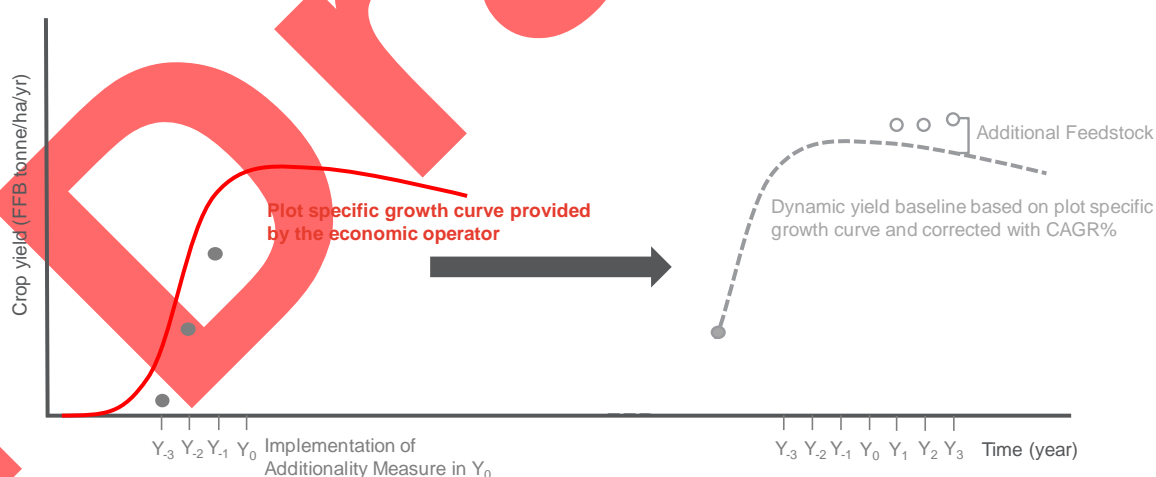 Crop yield (FFB tonne/ha/yr)
Plot specific growth curve provided
by the economic operator
Additional Feedstock
Dynamic yield baseline based on plot specific
growth curve and corrected with CAGR%
Y-3 Y-2 Y-1 Y0
Implementation of
Additionality Measure in Y0
Y-3 Y-2 Y-1 Y0 Y1 Y2 Y3
Time (year)